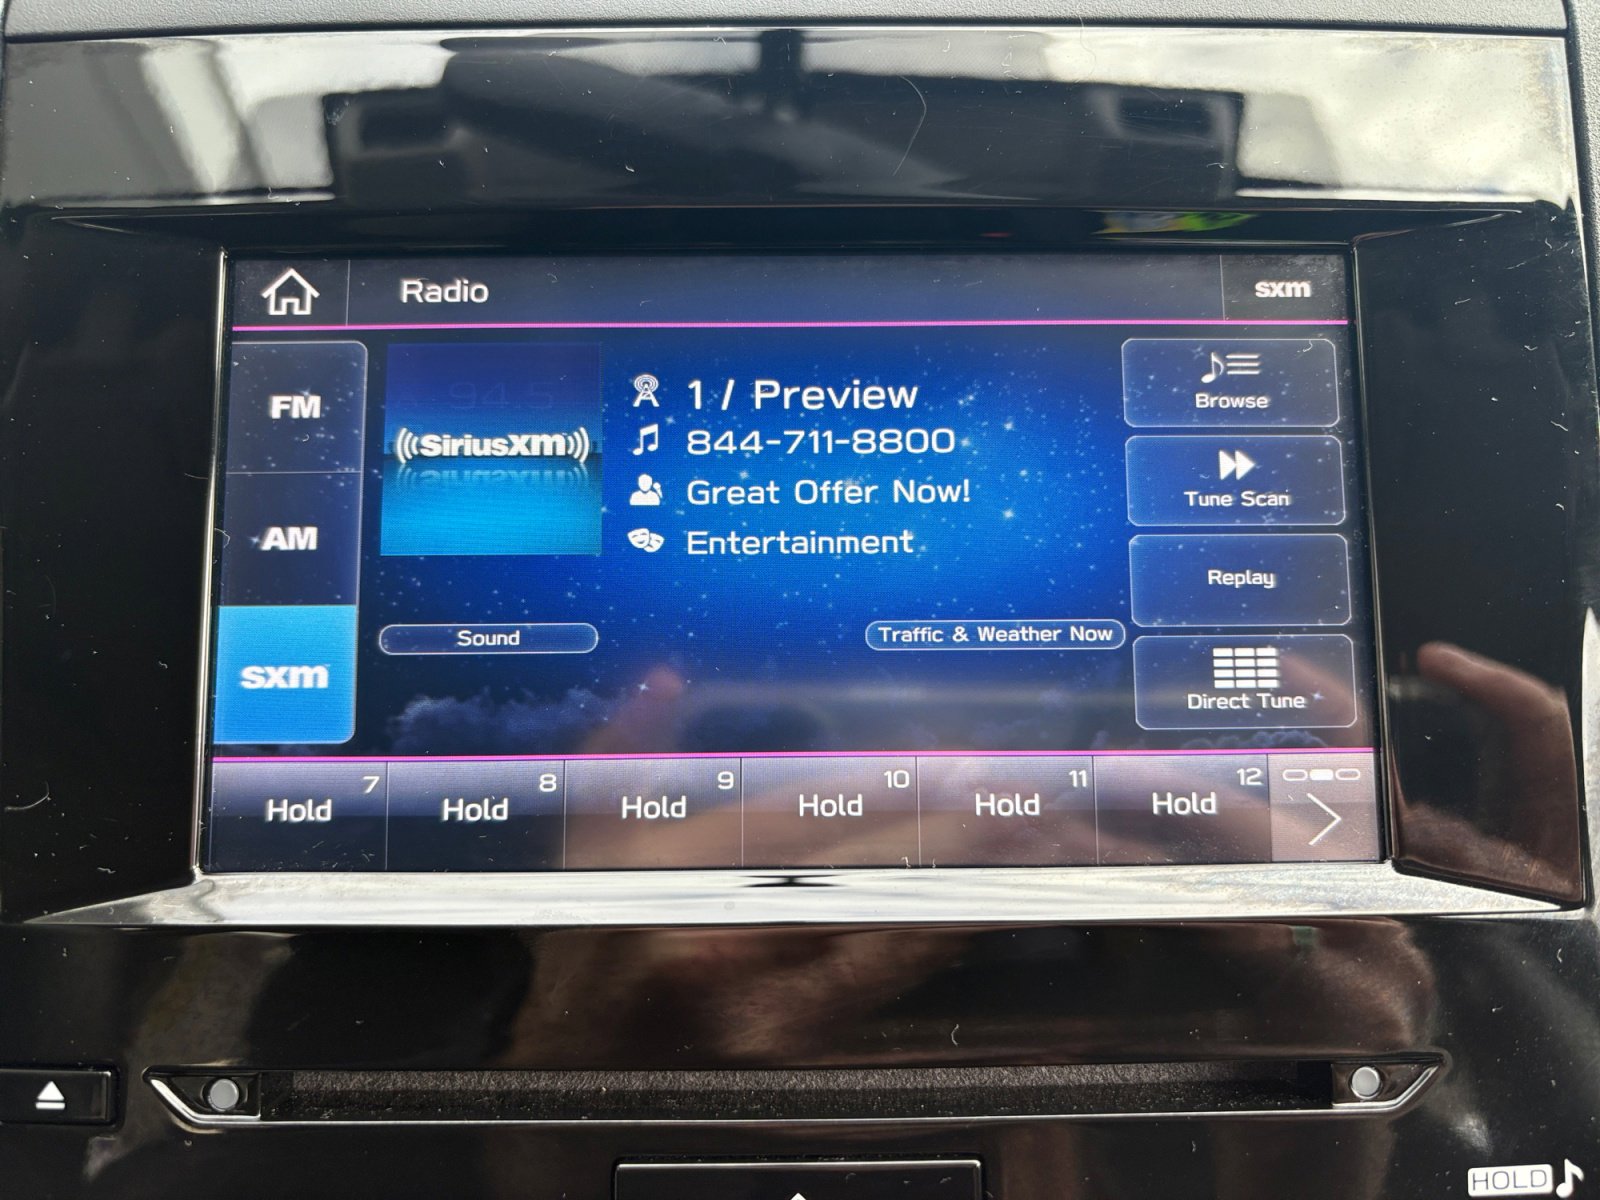 Radio
sxm
FM
AM
sxm
((SiriusXM))
1 / Preview
844-711-8800
Great Offer Now!
Entertainment
Browse
Tune Scan
Replay
Direct Tune
Sound
Traffic & Weather Now
7
Hold
8
Hold
9
Hold
10
Hold
11
Hold
12
Hold
HOLD